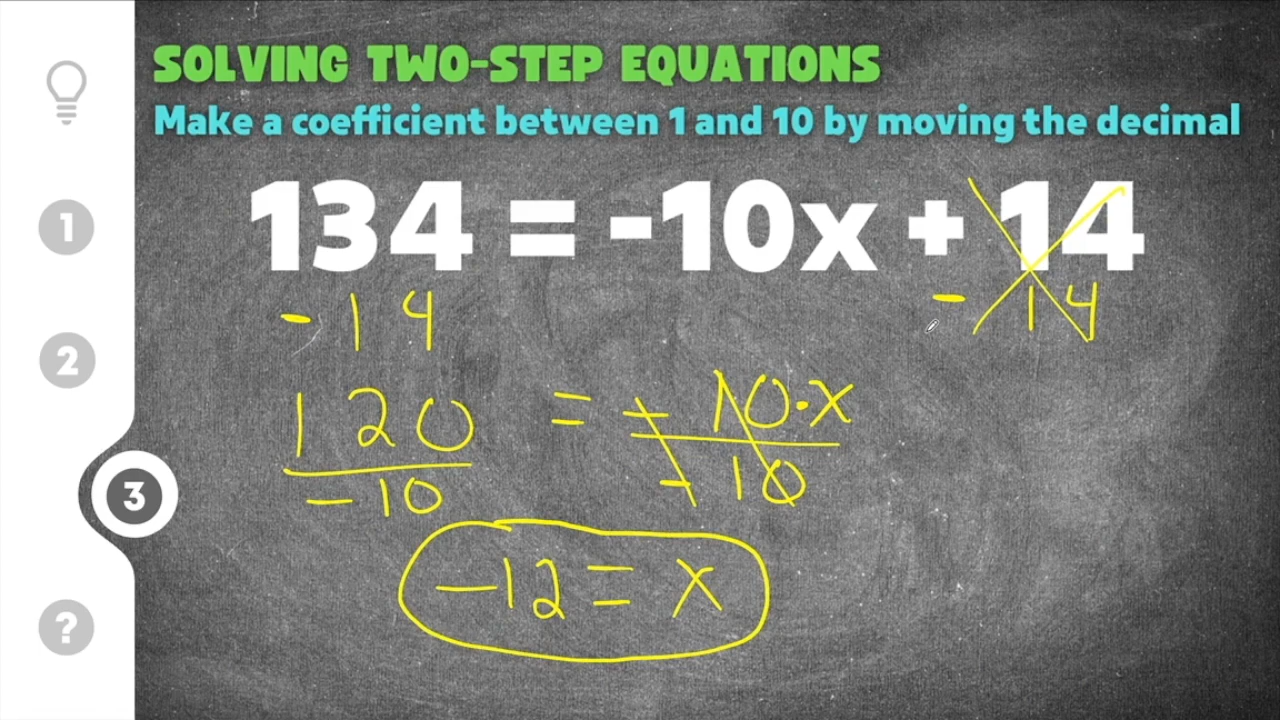 SOLVING TWO-STEP EQUATIONS
Make a coefficient between 1 and 10 by moving the decimal
1
134 = -10x + 14
-14 - 14
2
120 = -10·x
-10 -10
3
-12 = x
?